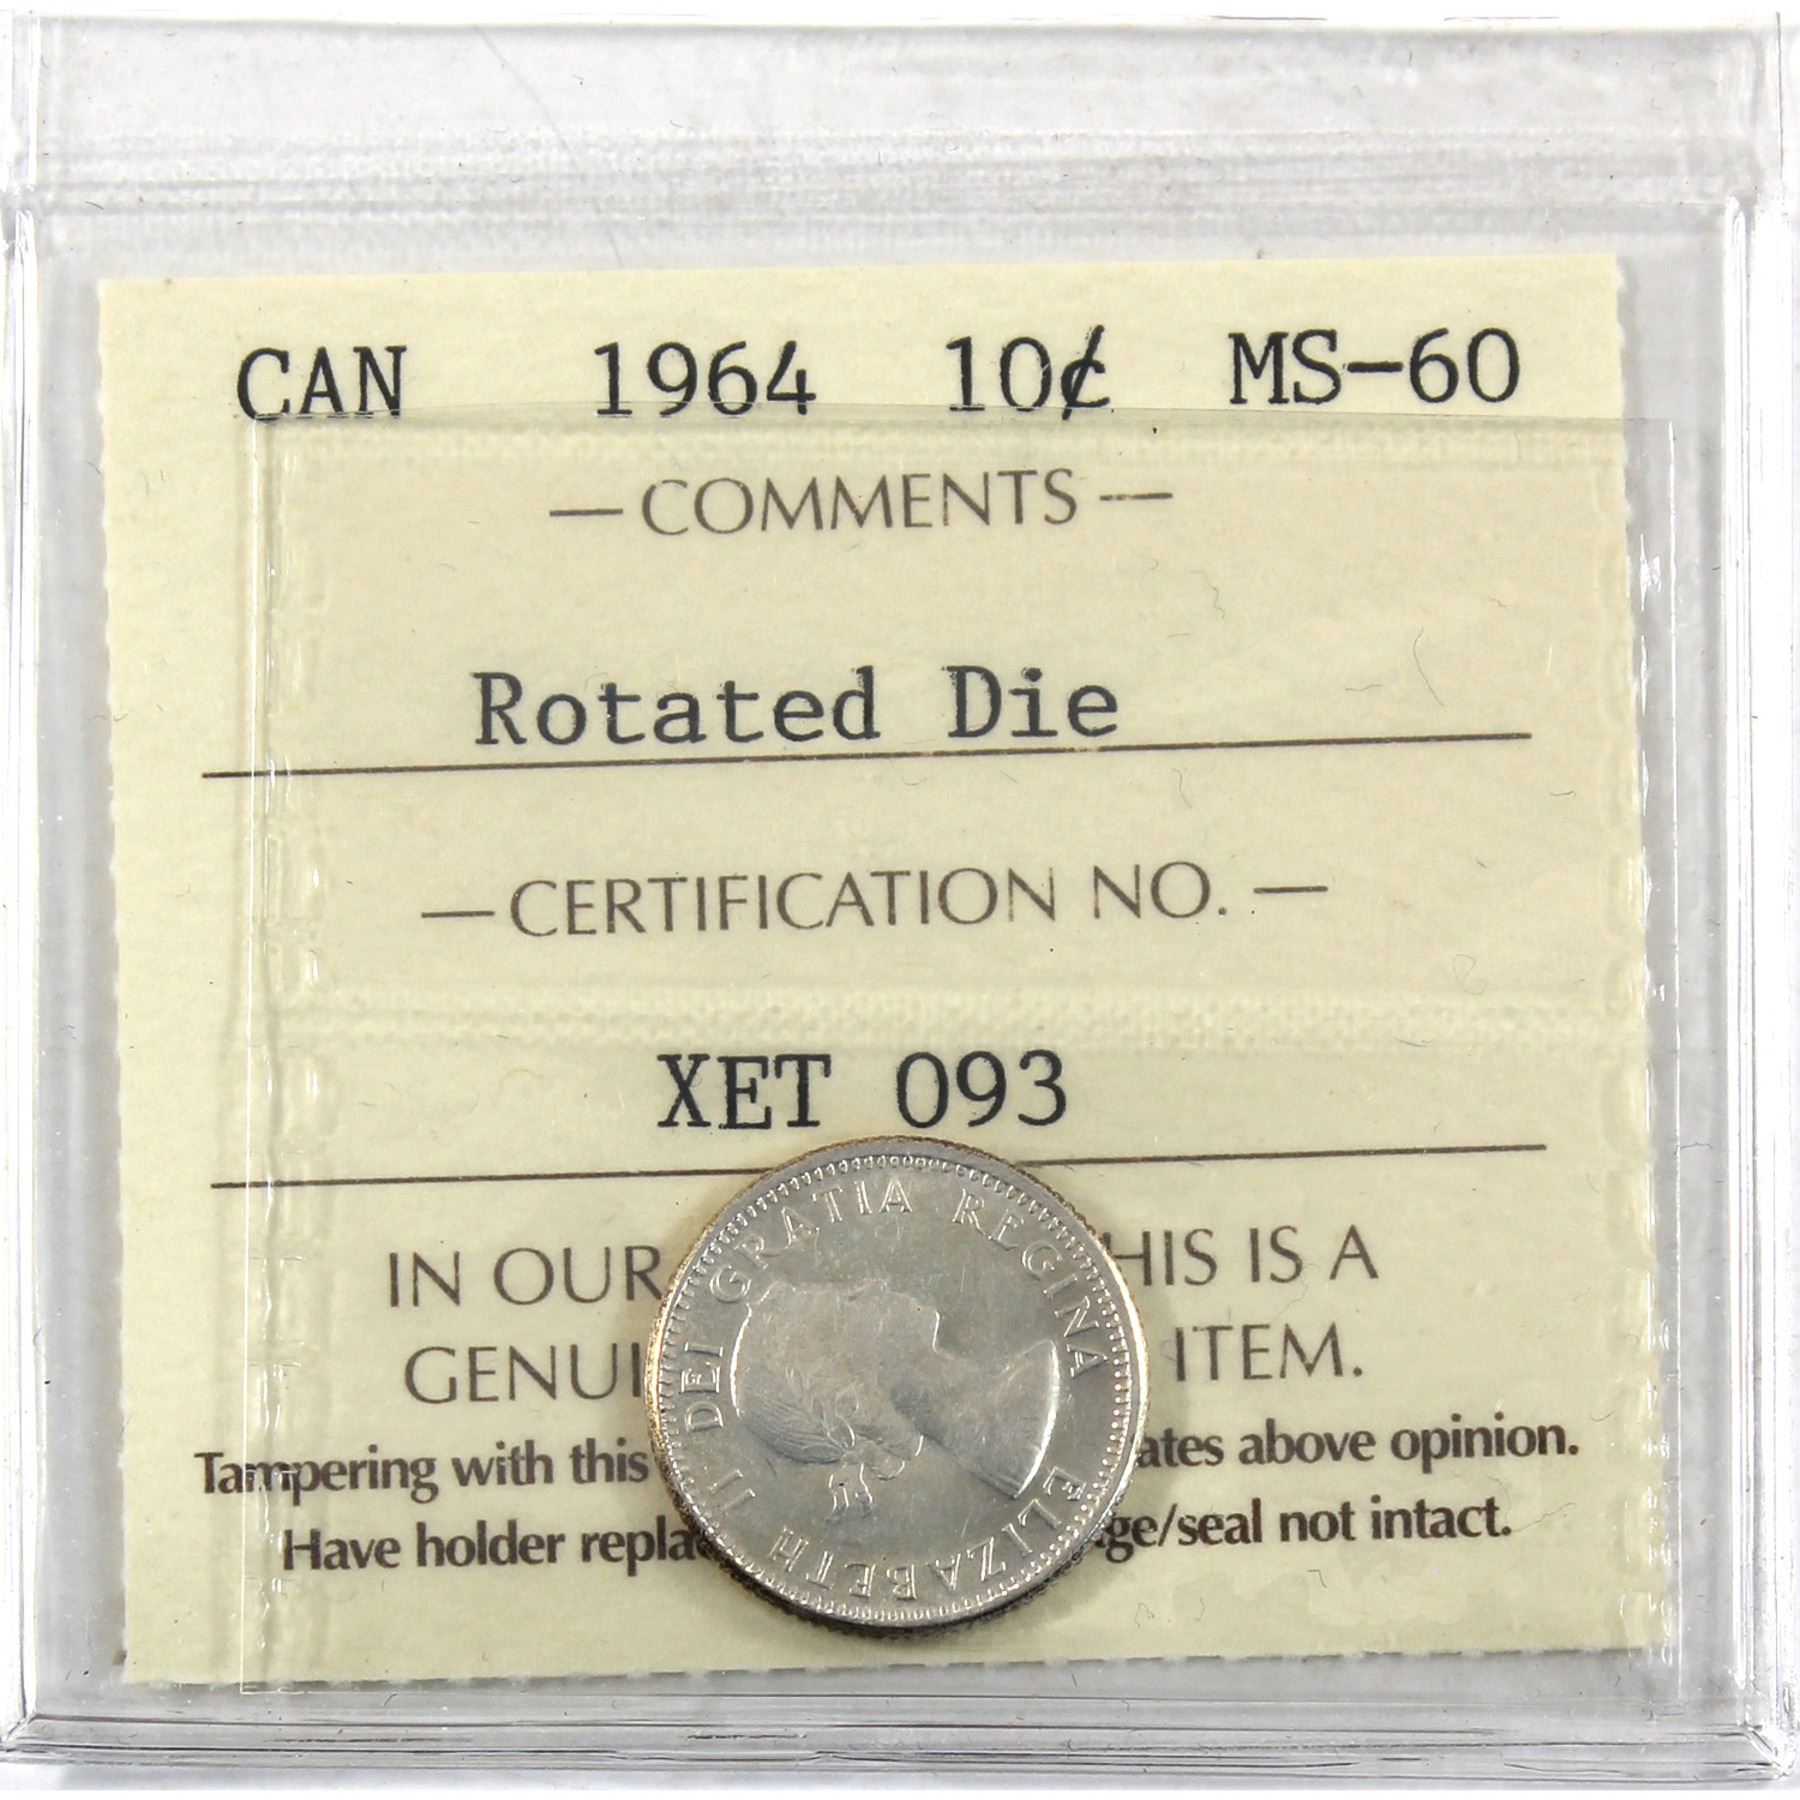 CAN 1964 10¢ MS-60
—COMMENTS—
Rotated Die
—CERTIFICATION NO.—
XET 093
IN OUR HIS IS A
GENUI ITEM.
Tampering with this ates above opinion.
Have holder repla ge/seal not intact.
ELIZABETH II DEI GRATIA REGINA